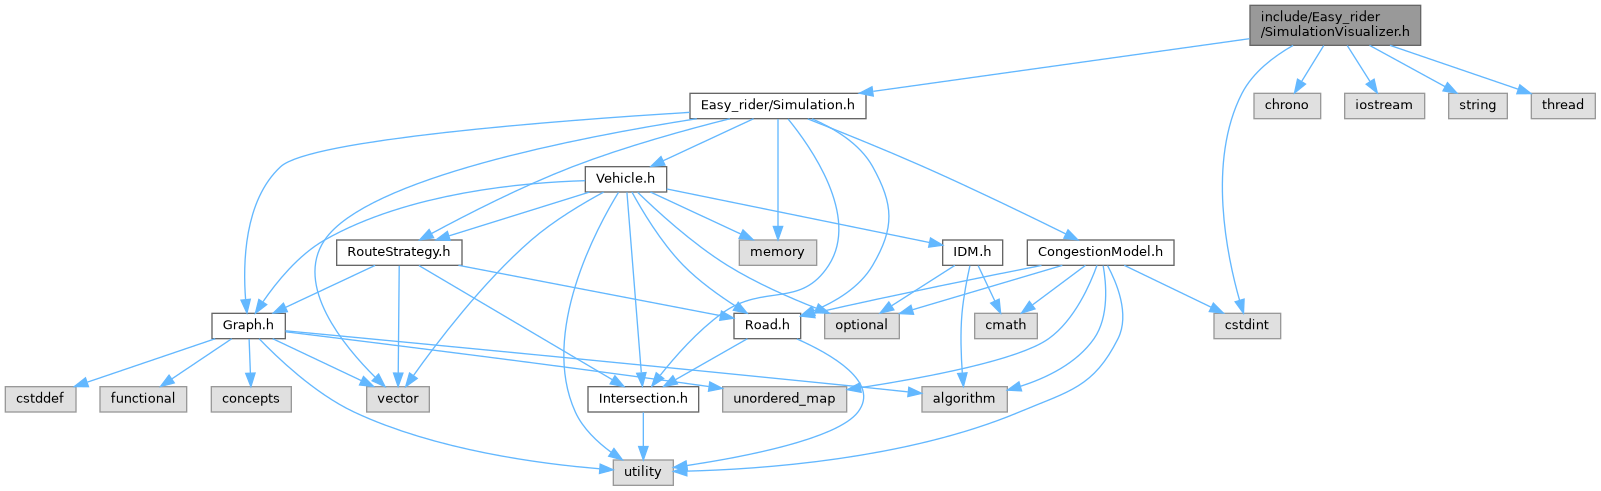 include/Easy_rider
/SimulationVisualizer.h
Easy_rider/Simulation.h
chrono
iostream
string
thread
Vehicle.h
RouteStrategy.h
memory
IDM.h
CongestionModel.h
Graph.h
Road.h
optional
cmath
cstdint
cstddef
functional
concepts
vector
Intersection.h
unordered_map
algorithm
utility